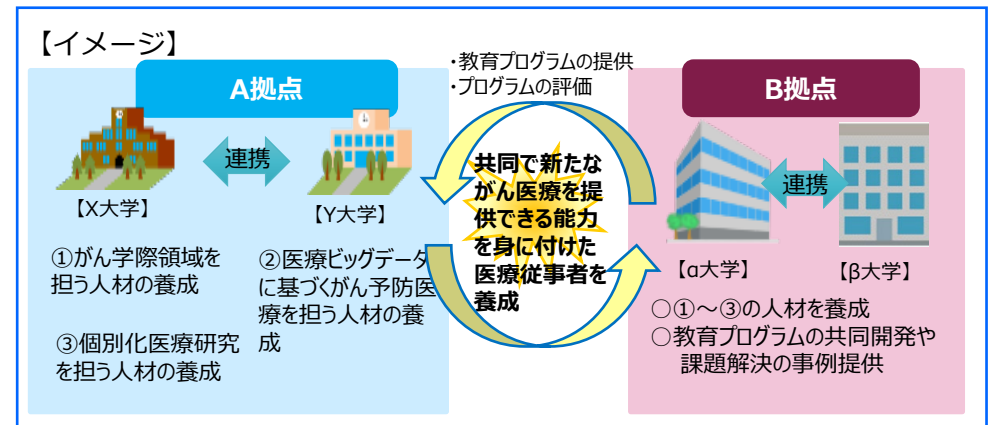 【イメージ】
A拠点
・教育プログラムの提供
・プログラムの評価
B拠点
連携
【X大学】
【Y大学】
共同で新たな
がん医療を提
供できる能力
を身に付けた
医療従事者を
養成
連携
【α大学】
【β大学】
①がん学際領域を
担う人材の養成
②医療ビッグデータ
に基づくがん予防医
療を担う人材の養
成
③個別化医療研究
を担う人材の養成
○①～③の人材を養成
○教育プログラムの共同開発や
課題解決の事例提供